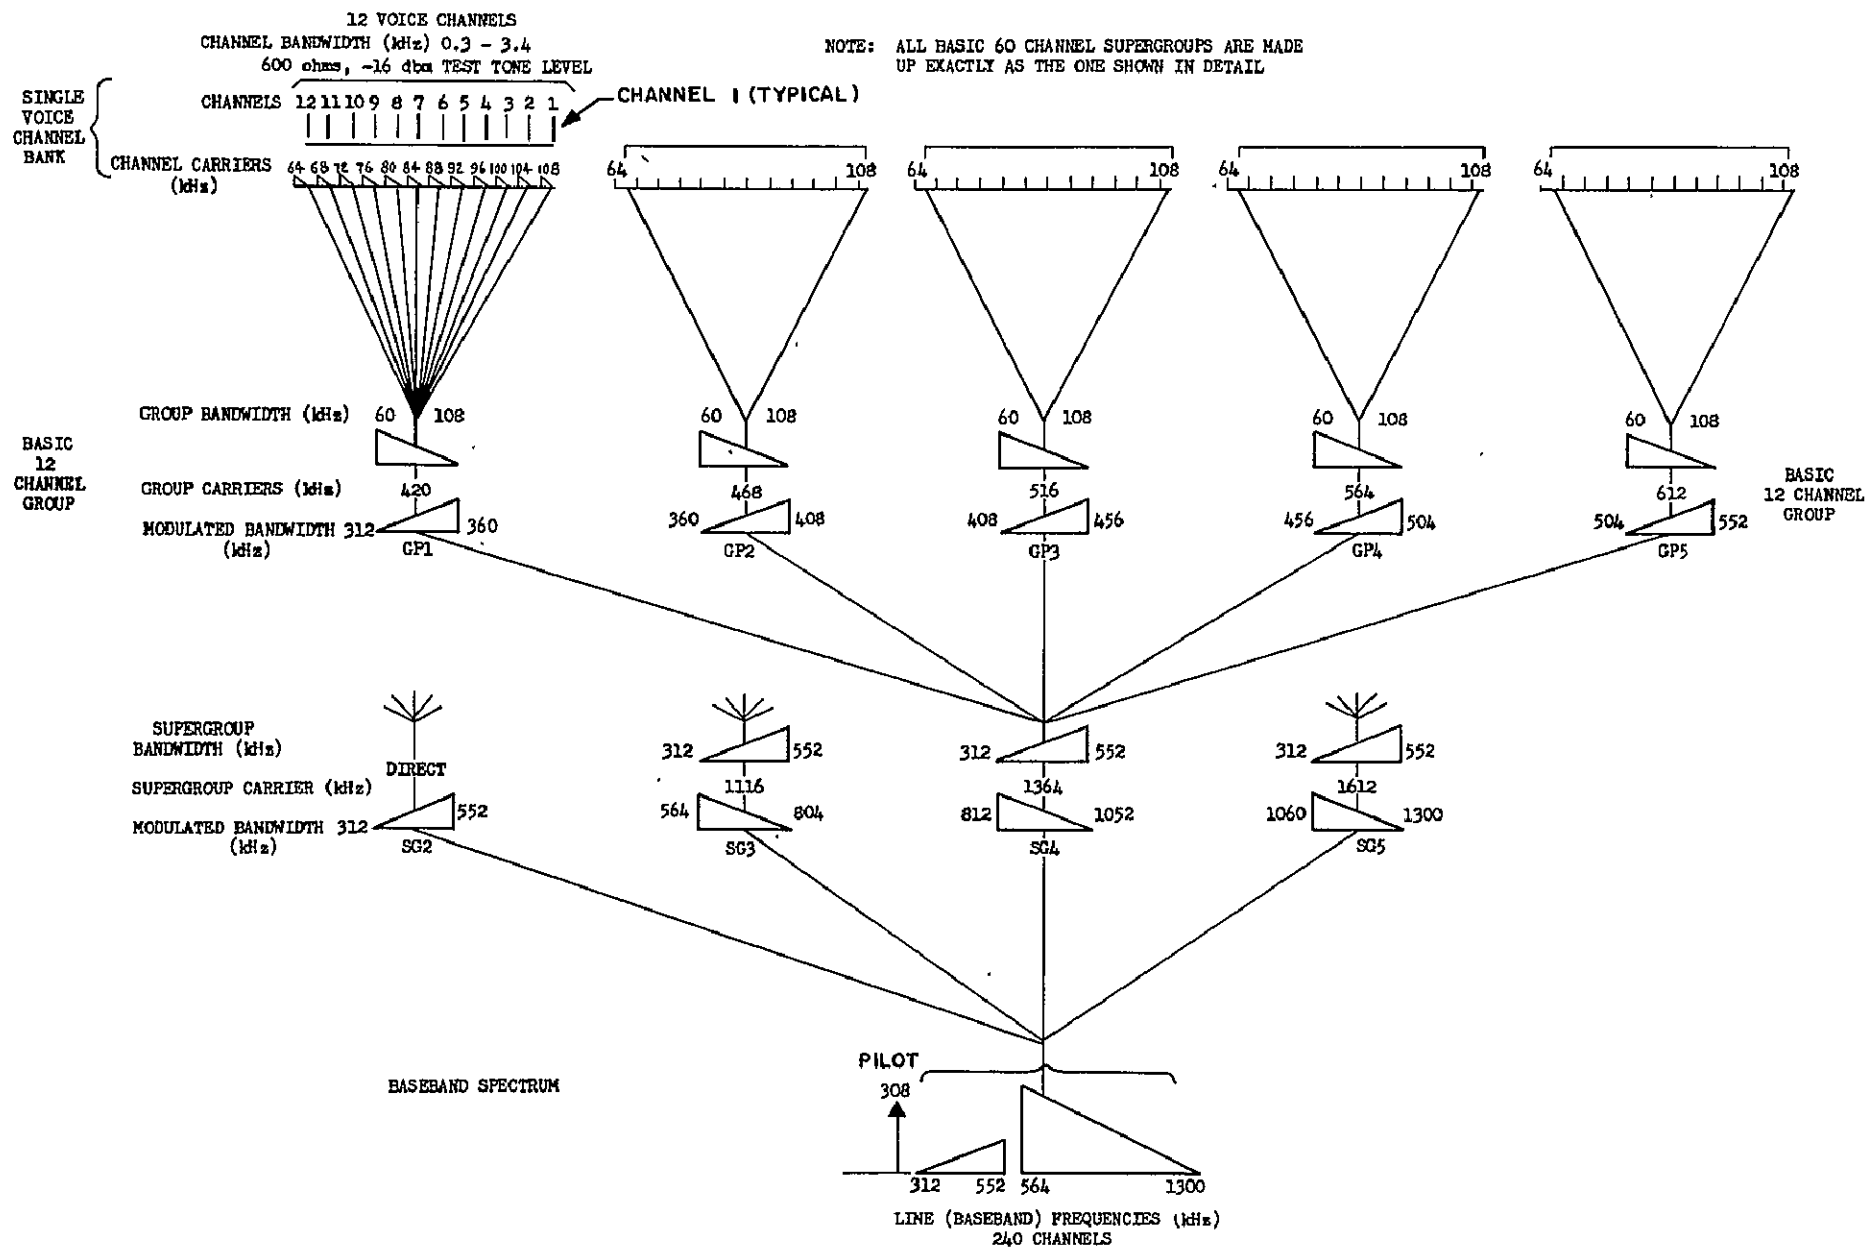 12 VOICE CHANNELS
CHANNEL BANDWIDTH (kHz) 0.3 - 3.4
600 ohms, -16 dbm TEST TONE LEVEL
NOTE: ALL BASIC 60 CHANNEL SUPERGROUPS ARE MADE
UP EXACTLY AS THE ONE SHOWN IN DETAIL
SINGLE
VOICE
CHANNEL
BANK
CHANNELS 12 11 10 9 8 7 6 5 4 3 2 1
CHANNEL 1 (TYPICAL)
CHANNEL CARRIERS
(kHz)
64 68 72 76 80 84 88 92 96 100 104 108
64 108
64 108
64 108
64 108
GROUP BANDWIDTH (kHz) 60 108
60 108
60 108
60 108
60 108
BASIC
12
CHANNEL
GROUP
GROUP CARRIERS (kHz) 420 468 516 564 612
BASIC
12 CHANNEL
GROUP
MODULATED BANDWIDTH 312 360
(kHz)
360 408
408 456
456 504
504 552
GP1 GP2 GP3 GP4 GP5
SUPERGROUP
BANDWIDTH (kHz)
312 552
312 552
312 552
DIRECT
SUPERGROUP CARRIER (kHz) 1116 1364 1612
MODULATED BANDWIDTH 312 552
(kHz)
564 804
812 1052
1060 1300
SG2 SG3 SG4 SG5
BASEBAND SPECTRUM
PILOT
308
312 552 564 1300
LINE (BASEBAND) FREQUENCIES (kHz)
240 CHANNELS